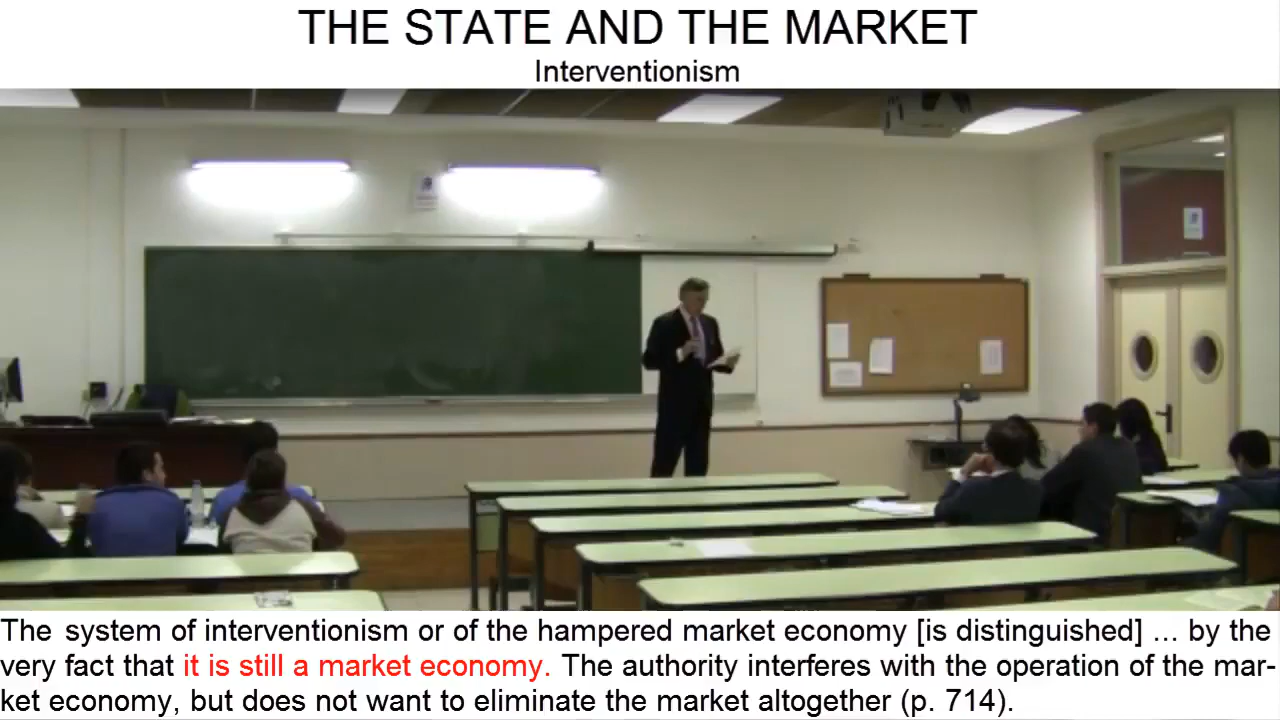 THE STATE AND THE MARKET
Interventionism
The system of interventionism or of the hampered market economy [is distinguished] ... by the
very fact that it is still a market economy. The authority interferes with the operation of the mar-
ket economy, but does not want to eliminate the market altogether (p. 714).